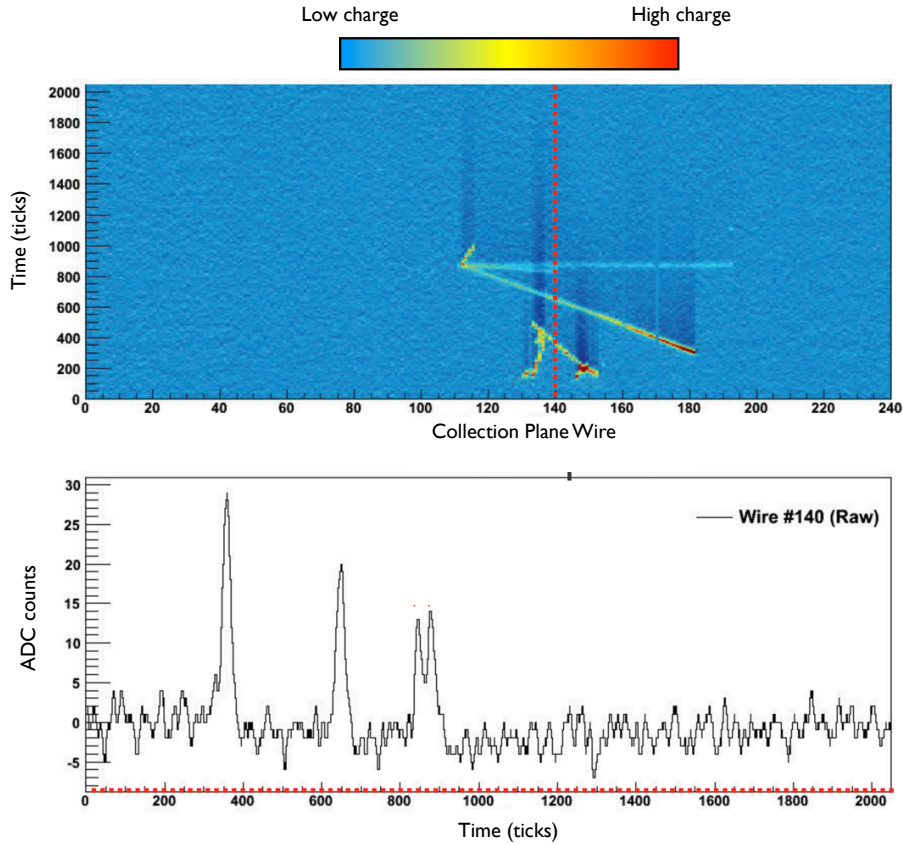 Low charge
High charge
2000
1800
1600
1400
1200
1000
800
600
400
200
0
Time (ticks)
0 20 40 60 80 100 120 140 160 180 200 220 240
Collection Plane Wire
30
25
20
15
10
5
0
-5
ADC counts
Wire #140 (Raw)
0 200 400 600 800 1000 1200 1400 1600 1800 2000
Time (ticks)